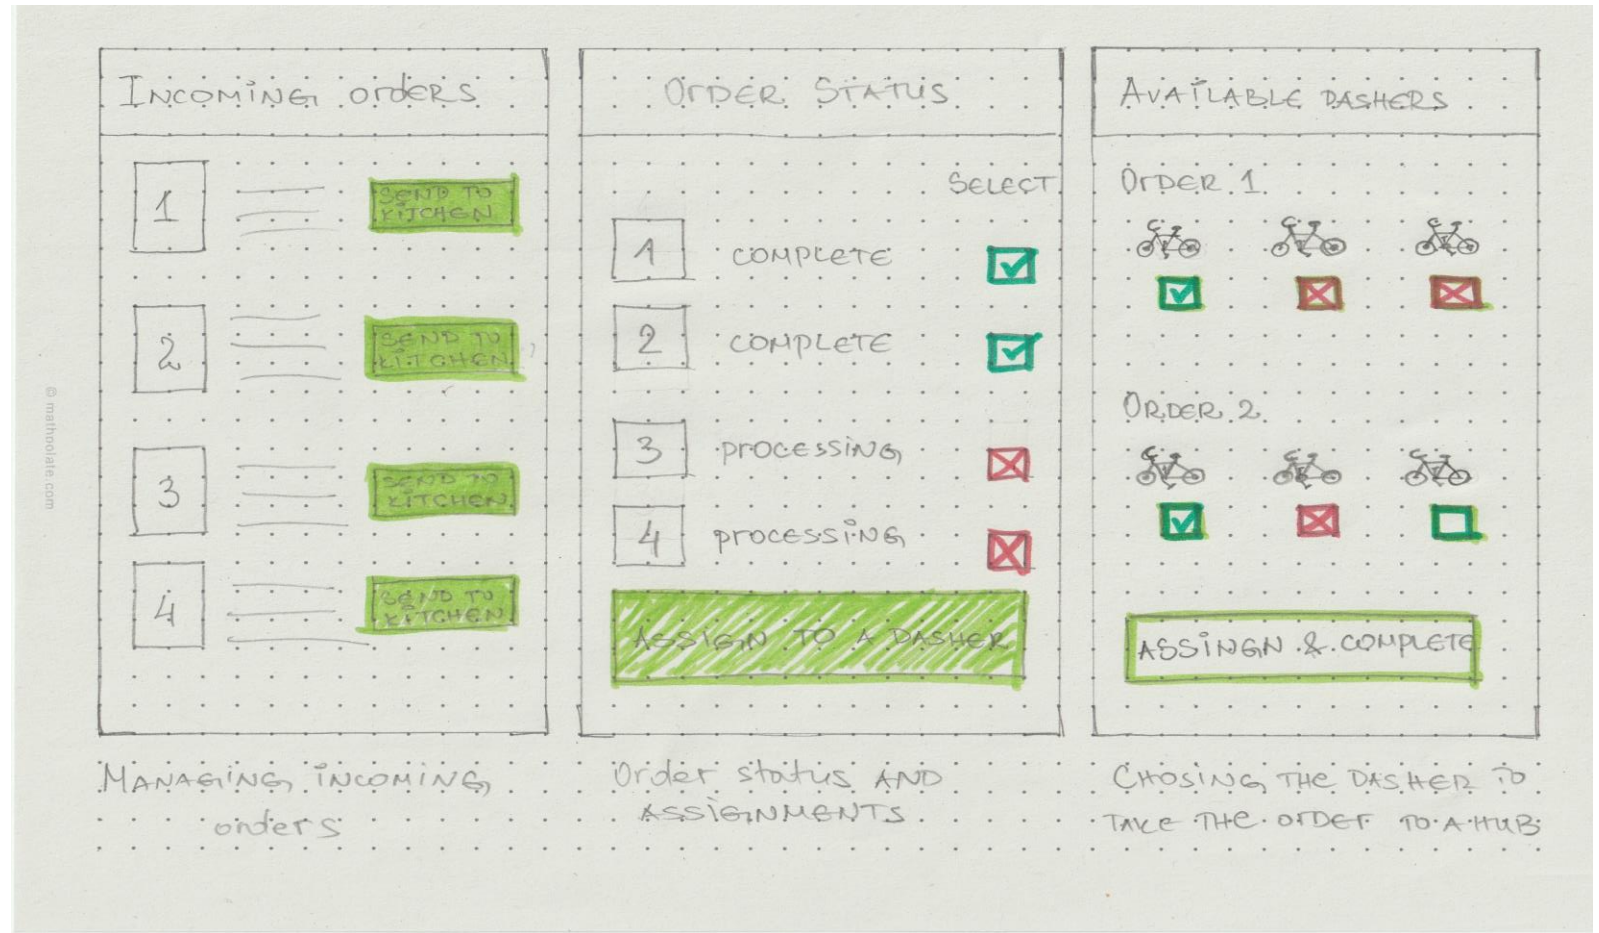 Incoming orders
1
SEND TO
KITCHEN
2
SEND TO
KITCHEN
3
SEND TO
KITCHEN
4
SEND TO
KITCHEN
Managing incoming
orders
Order Status
SELECT
1 COMPLETE
2 COMPLETE
3 processing
4 processing
ASSIGN TO A DASHER
Order status AND
ASSIGNMENTS
AVAILABLE DASHERS
Order 1
Order 2
ASSINGN & COMPLETE
CHOSING THE DASHER TO
TAKE THE ORDER TO A HUB
© mathnolate.com